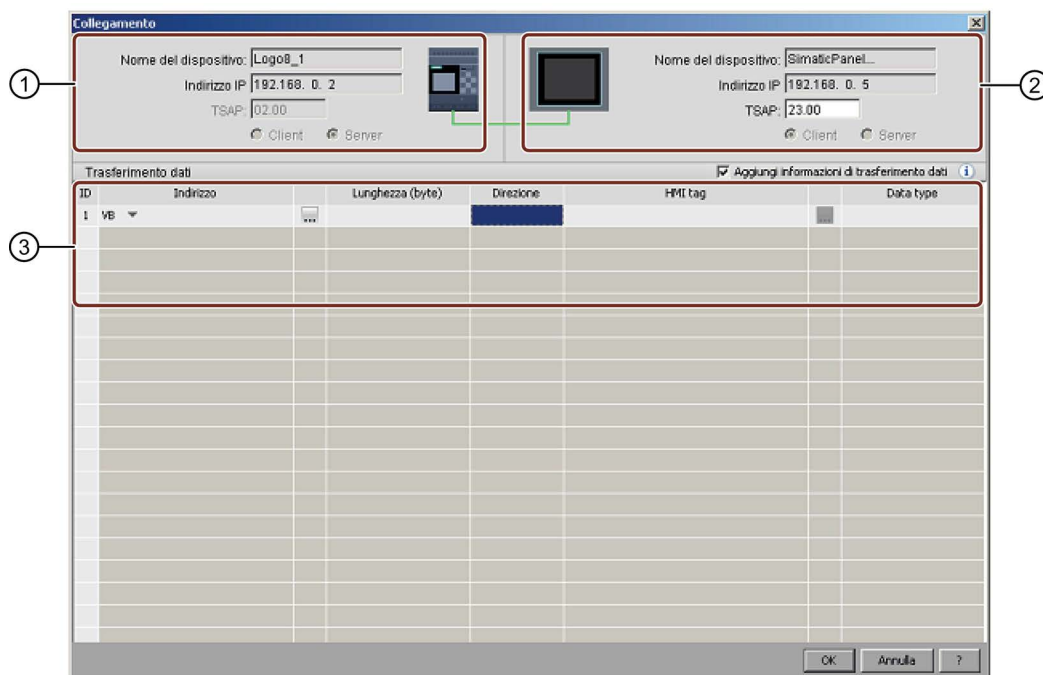 Collegamento
Nome del dispositivo: Logo8_1
Indirizzo IP 192.168. 0. 2
TSAP: 02.00
Client Server
Nome del dispositivo: SimaticPanel...
Indirizzo IP 192.168. 0. 5
TSAP: 23.00
Client Server
1
2
Trasferimento dati
Aggiungi informazioni di trasferimento dati i
ID Indirizzo Lunghezza (byte) Direzione HMI tag Data type
1 VB ... ...
3
OK Annulla ?